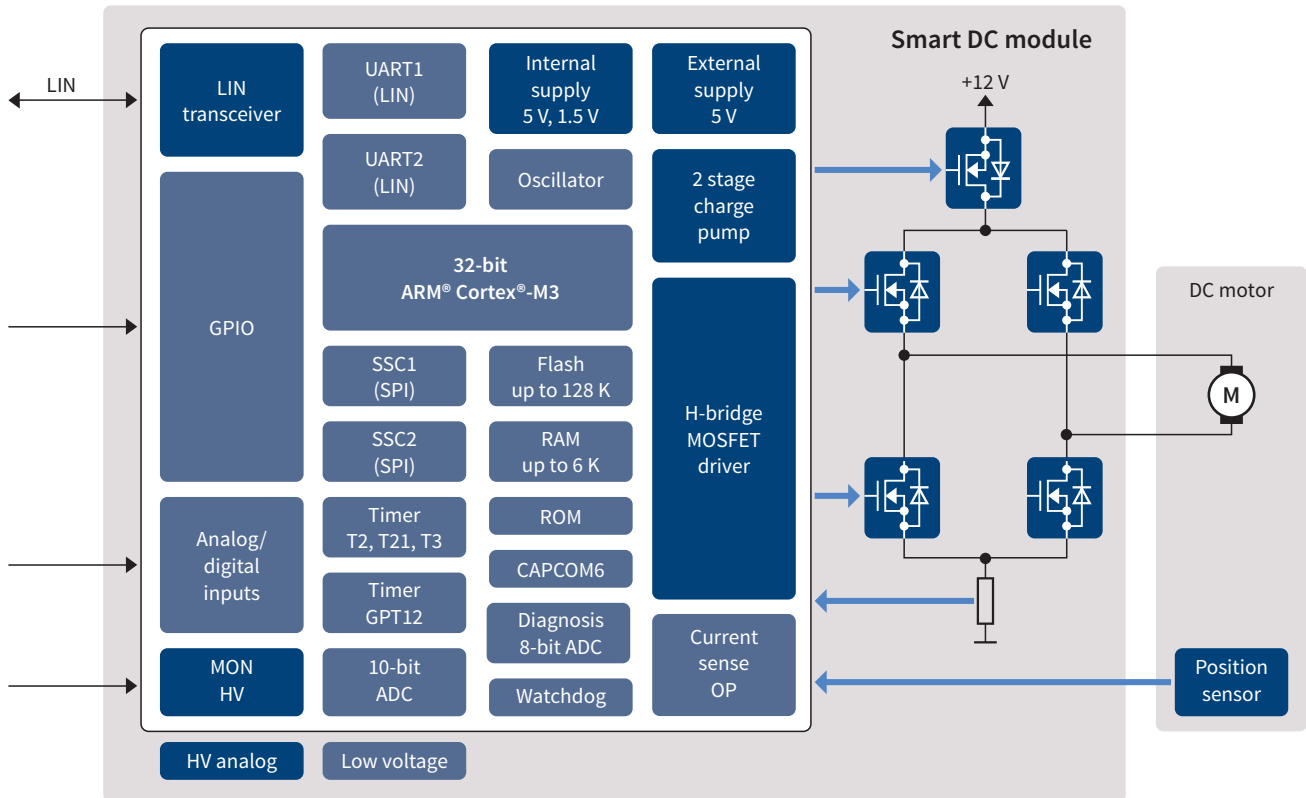 Smart DC module
LIN
LIN
transceiver
UART1
(LIN)
Internal
supply
5 V, 1.5 V
External
supply
5 V
+12 V
UART2
(LIN)
Oscillator
2 stage
charge
pump
GPIO
32-bit
ARM® Cortex®-M3
DC motor
SSC1
(SPI)
Flash
up to 128 K
H-bridge
MOSFET
driver
M
SSC2
(SPI)
RAM
up to 6 K
Analog/
digital
inputs
Timer
T2, T21, T3
ROM
CAPCOM6
Timer
GPT12
Diagnosis
8-bit ADC
Current
sense
OP
MON
HV
10-bit
ADC
Watchdog
Position
sensor
HV analog
Low voltage